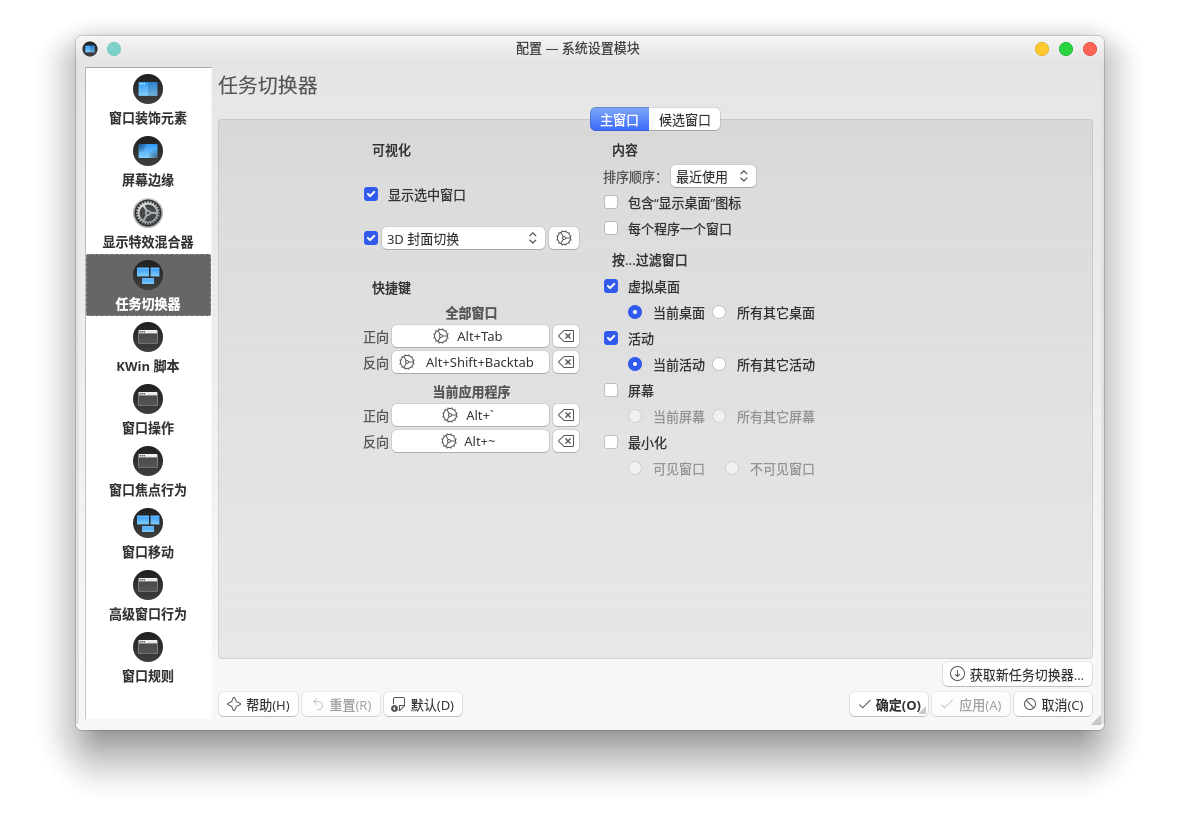 配置 — 系统设置模块
窗口装饰元素
屏幕边缘
显示特效混合器
任务切换器
KWin 脚本
窗口操作
窗口焦点行为
窗口移动
高级窗口行为
窗口规则
任务切换器
主窗口 候选窗口
可视化
显示选中窗口
3D 封面切换
快捷键
全部窗口
正向 Alt+Tab
反向 Alt+Shift+Backtab
当前应用程序
正向 Alt+`
反向 Alt+~
内容
排序顺序： 最近使用
包含“显示桌面”图标
每个程序一个窗口
按...过滤窗口
虚拟桌面
当前桌面 所有其它桌面
活动
当前活动 所有其它活动
屏幕
当前屏幕 所有其它屏幕
最小化
可见窗口 不可见窗口
获取新任务切换器...
帮助(H) 重置(R) 默认(D) 确定(O) 应用(A) 取消(C)